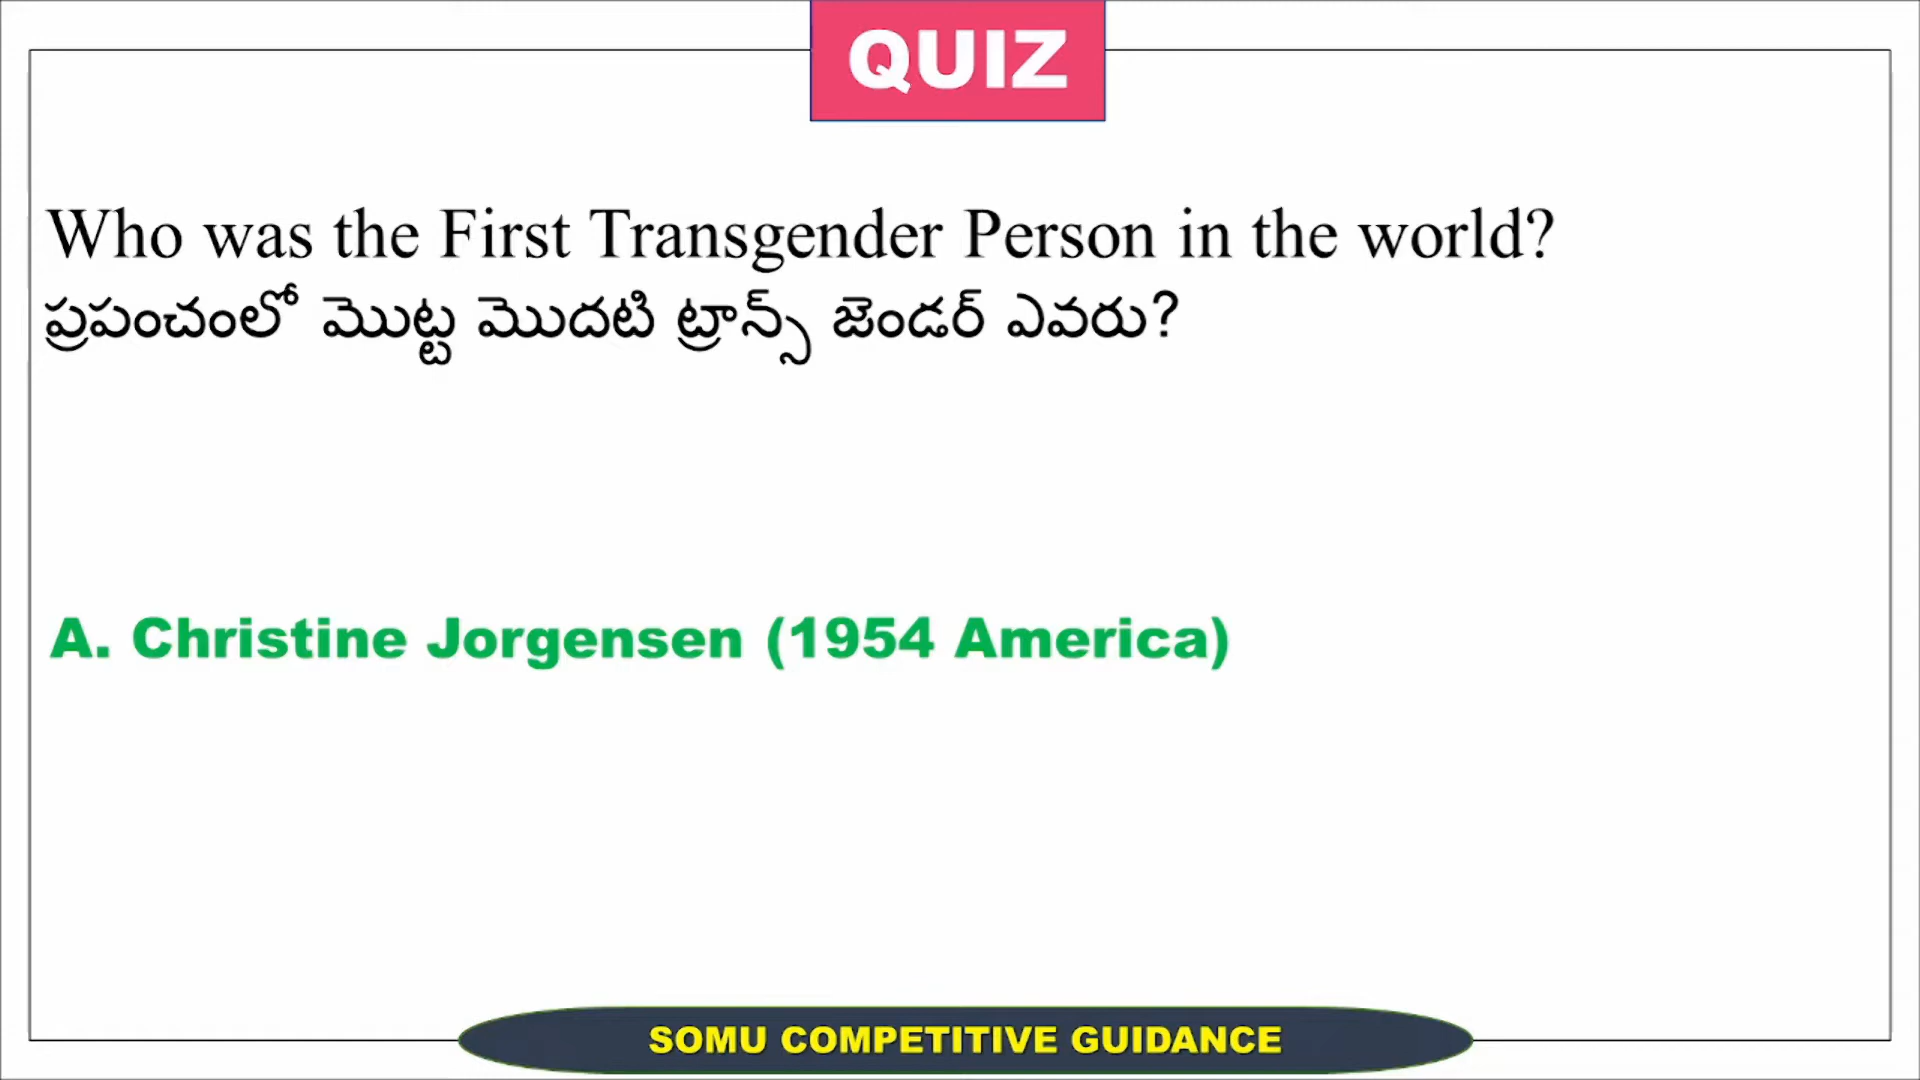 QUIZ
Who was the First Transgender Person in the world?
ప్రపంచంలో మొట్ట మొదటి ట్రాన్స్ జెండర్ ఎవరు?
A. Christine Jorgensen (1954 America)
SOMU COMPETITIVE GUIDANCE